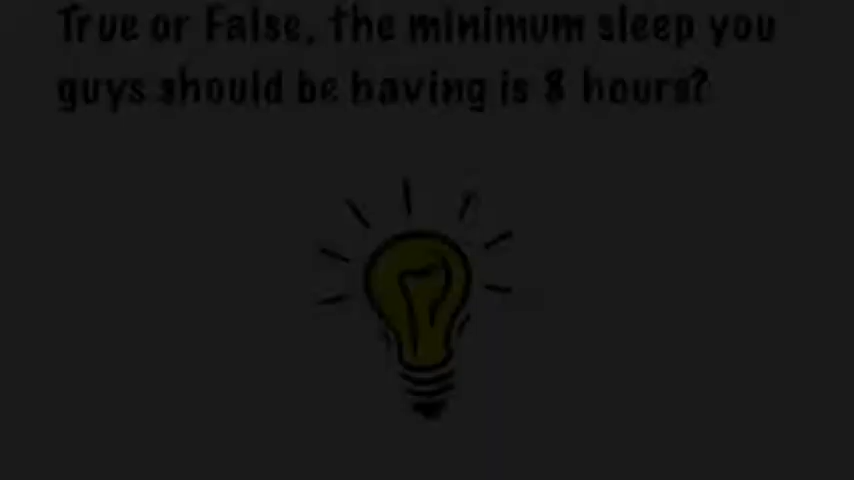 True or False, the minimum sleep you
guys should be having is 8 hours?